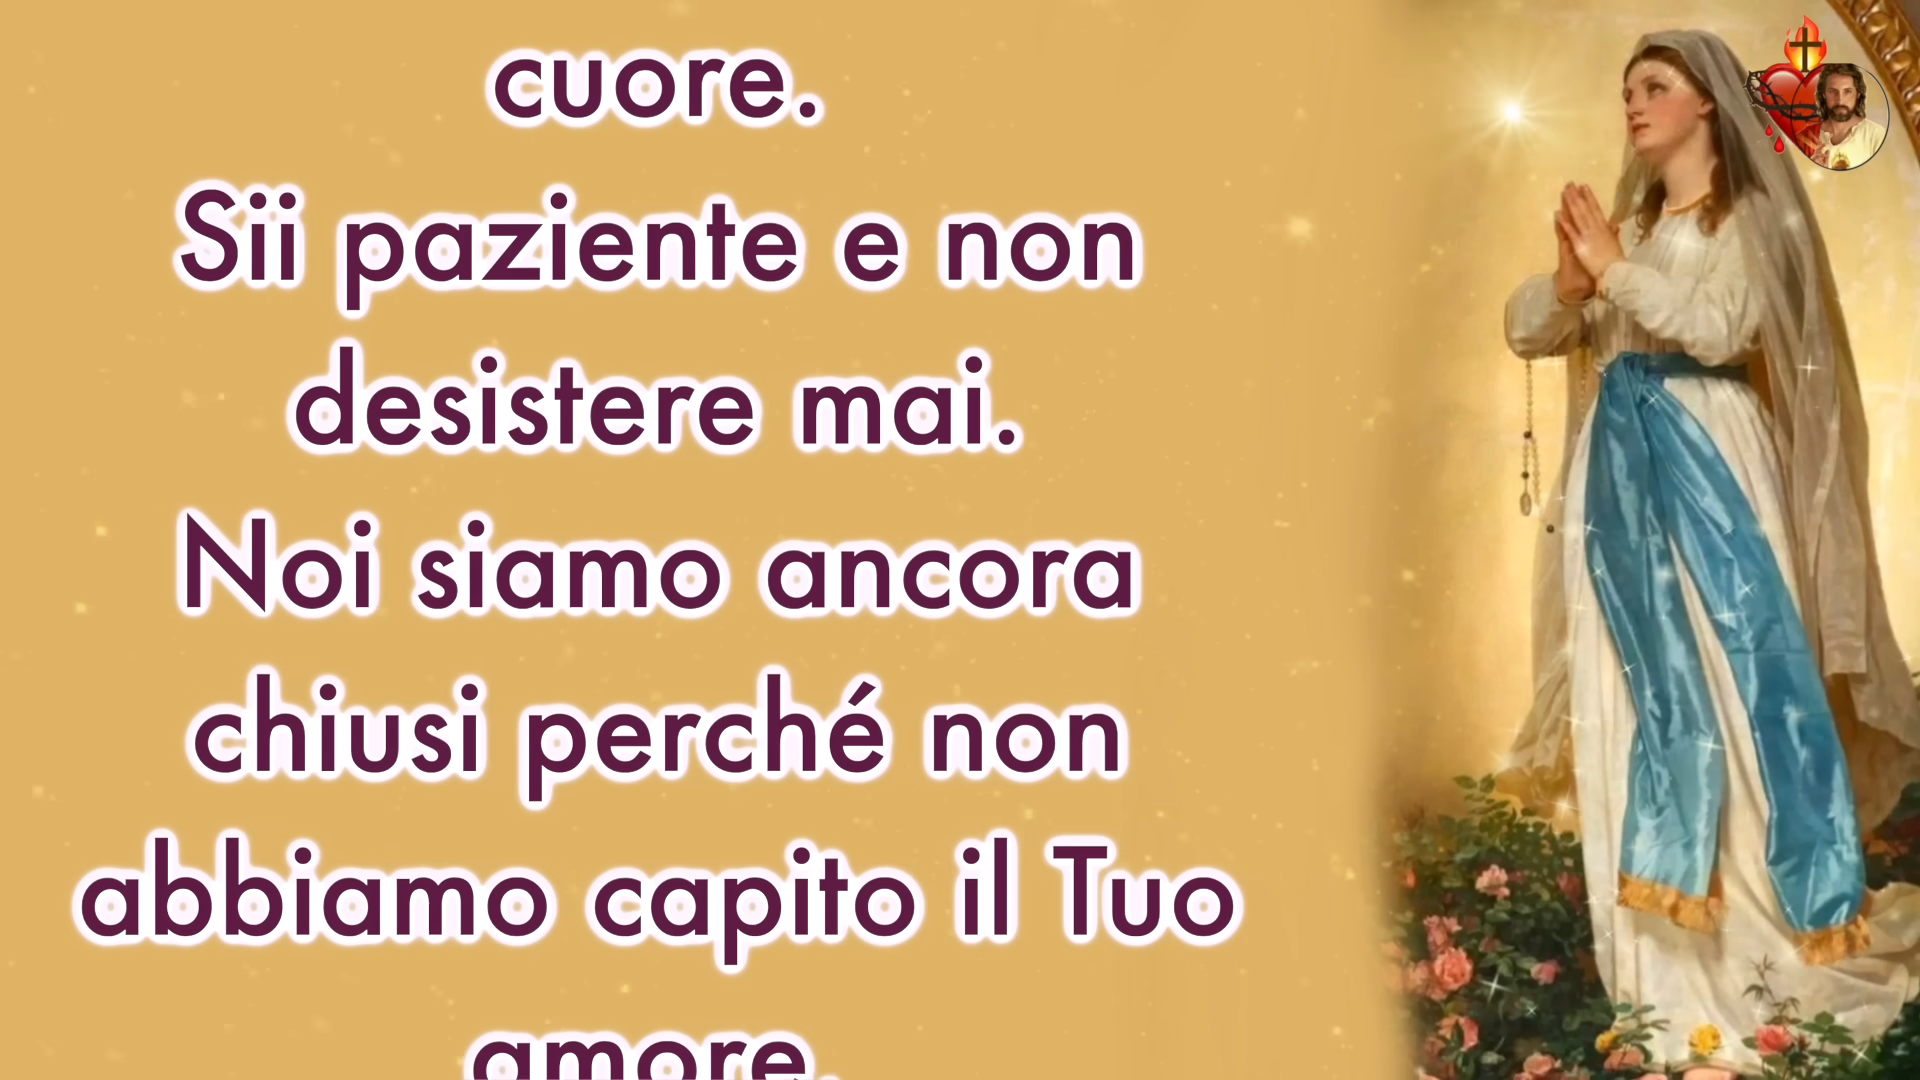 cuore.
Sii paziente e non
desistere mai.
Noi siamo ancora
chiusi perché non
abbiamo capito il Tuo
amore.